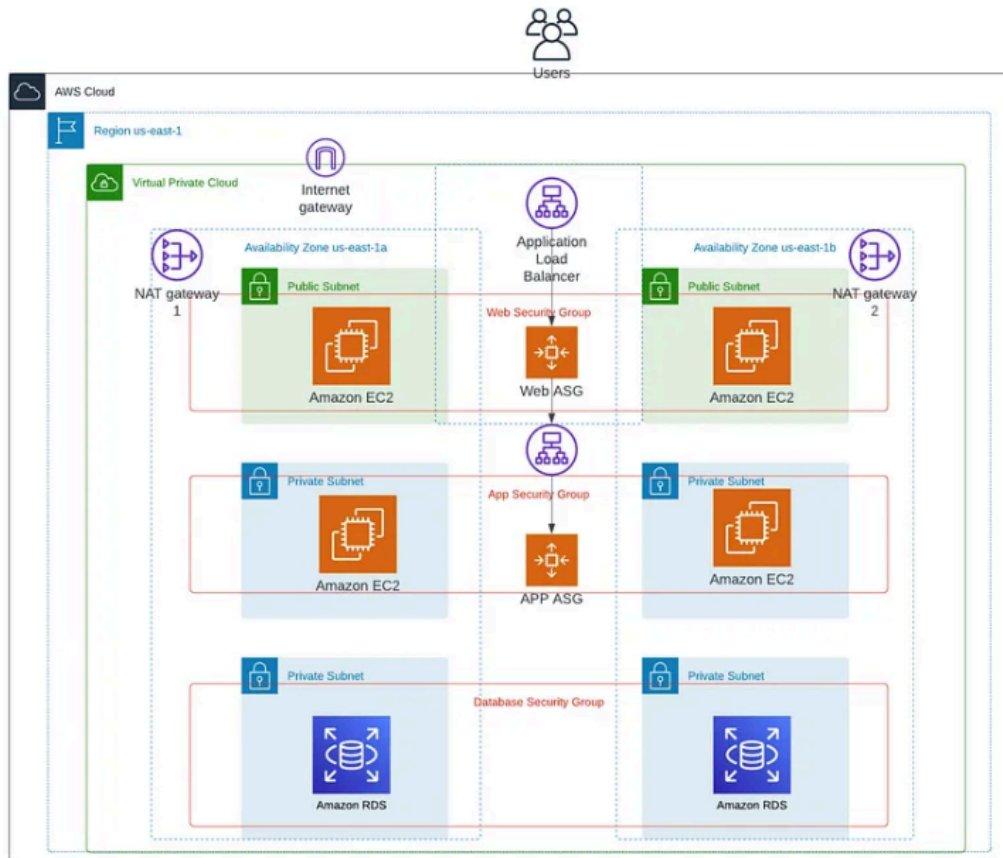 Users
AWS Cloud
Region us-east-1
Virtual Private Cloud
Internet
gateway
Application
Load
Balancer
Availability Zone us-east-1a
Availability Zone us-east-1b
NAT gateway
1
Public Subnet
Public Subnet
NAT gateway
2
Web Security Group
Amazon EC2
Web ASG
Amazon EC2
Private Subnet
App Security Group
Private Subnet
Amazon EC2
APP ASG
Amazon EC2
Private Subnet
Private Subnet
Database Security Group
Amazon RDS
Amazon RDS